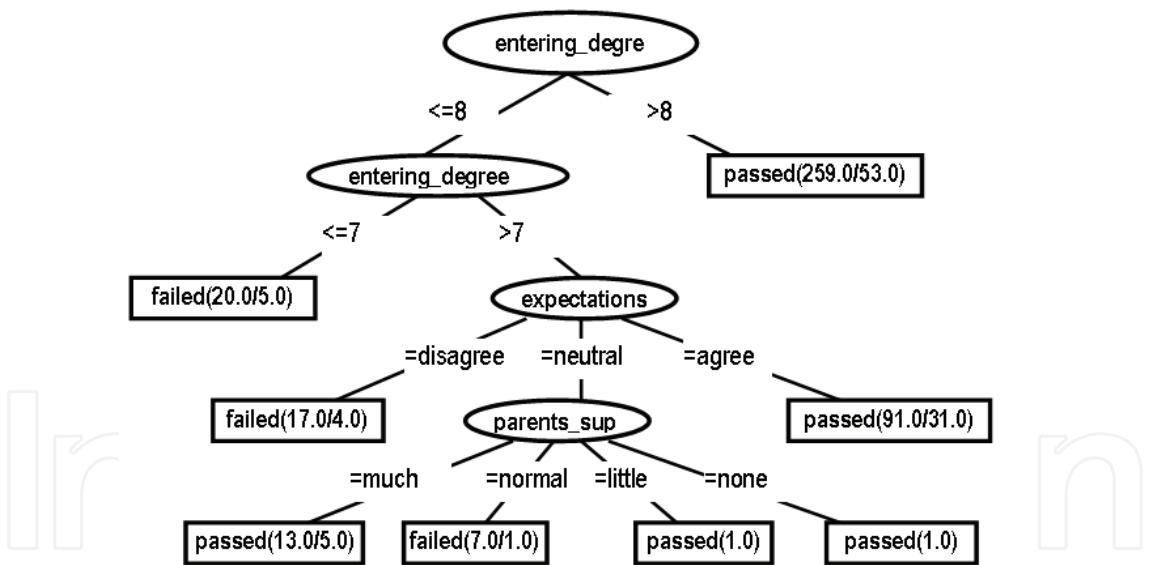 entering_degre
<=8 >8
entering_degree passed(259.0/53.0)
<=7 >7
failed(20.0/5.0) expectations
=disagree =neutral =agree
failed(17.0/4.0) parents_sup passed(91.0/31.0)
=much =normal =little =none
passed(13.0/5.0) failed(7.0/1.0) passed(1.0) passed(1.0)